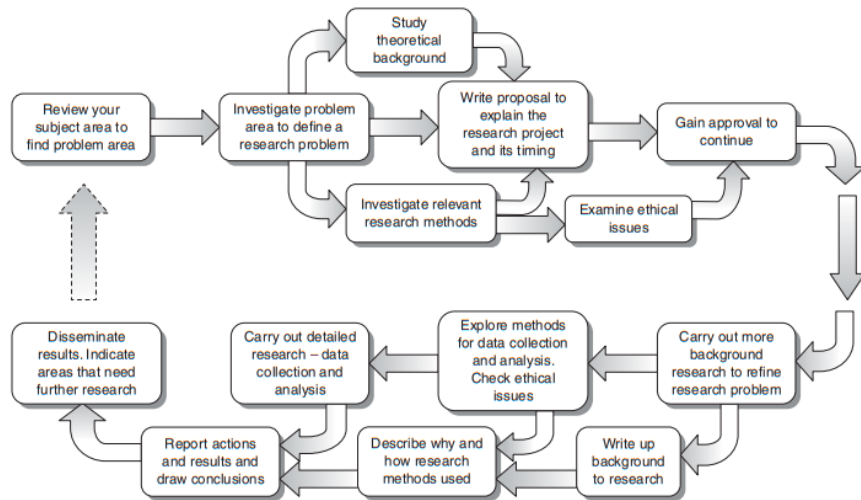 Study
theoretical
background
Review your
subject area to
find problem area
Investigate problem
area to define a
research problem
Write proposal to
explain the
research project
and its timing
Gain approval to
continue
Investigate relevant
research methods
Examine ethical
issues
Disseminate
results. Indicate
areas that need
further research
Carry out detailed
research – data
collection and
analysis
Explore methods
for data collection
and analysis.
Check ethical
issues
Carry out more
background
research to refine
research problem
Report actions
and results and
draw conclusions
Describe why and
how research
methods used
Write up
background
to research